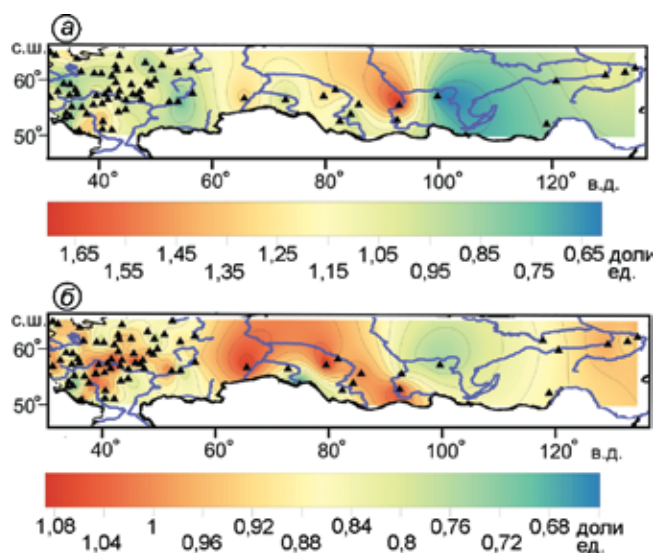 а
с.ш.
60°
50°
40° 60° 80° 100° 120° в.д.
1,65 1,45 1,25 1,05 0,85 0,65 доли
1,55 1,35 1,15 0,95 0,75 ед.
б
с.ш.
60°
50°
40° 60° 80° 100° 120° в.д.
1,08 1 0,92 0,84 0,76 0,68 доли
1,04 0,96 0,88 0,8 0,72 ед.